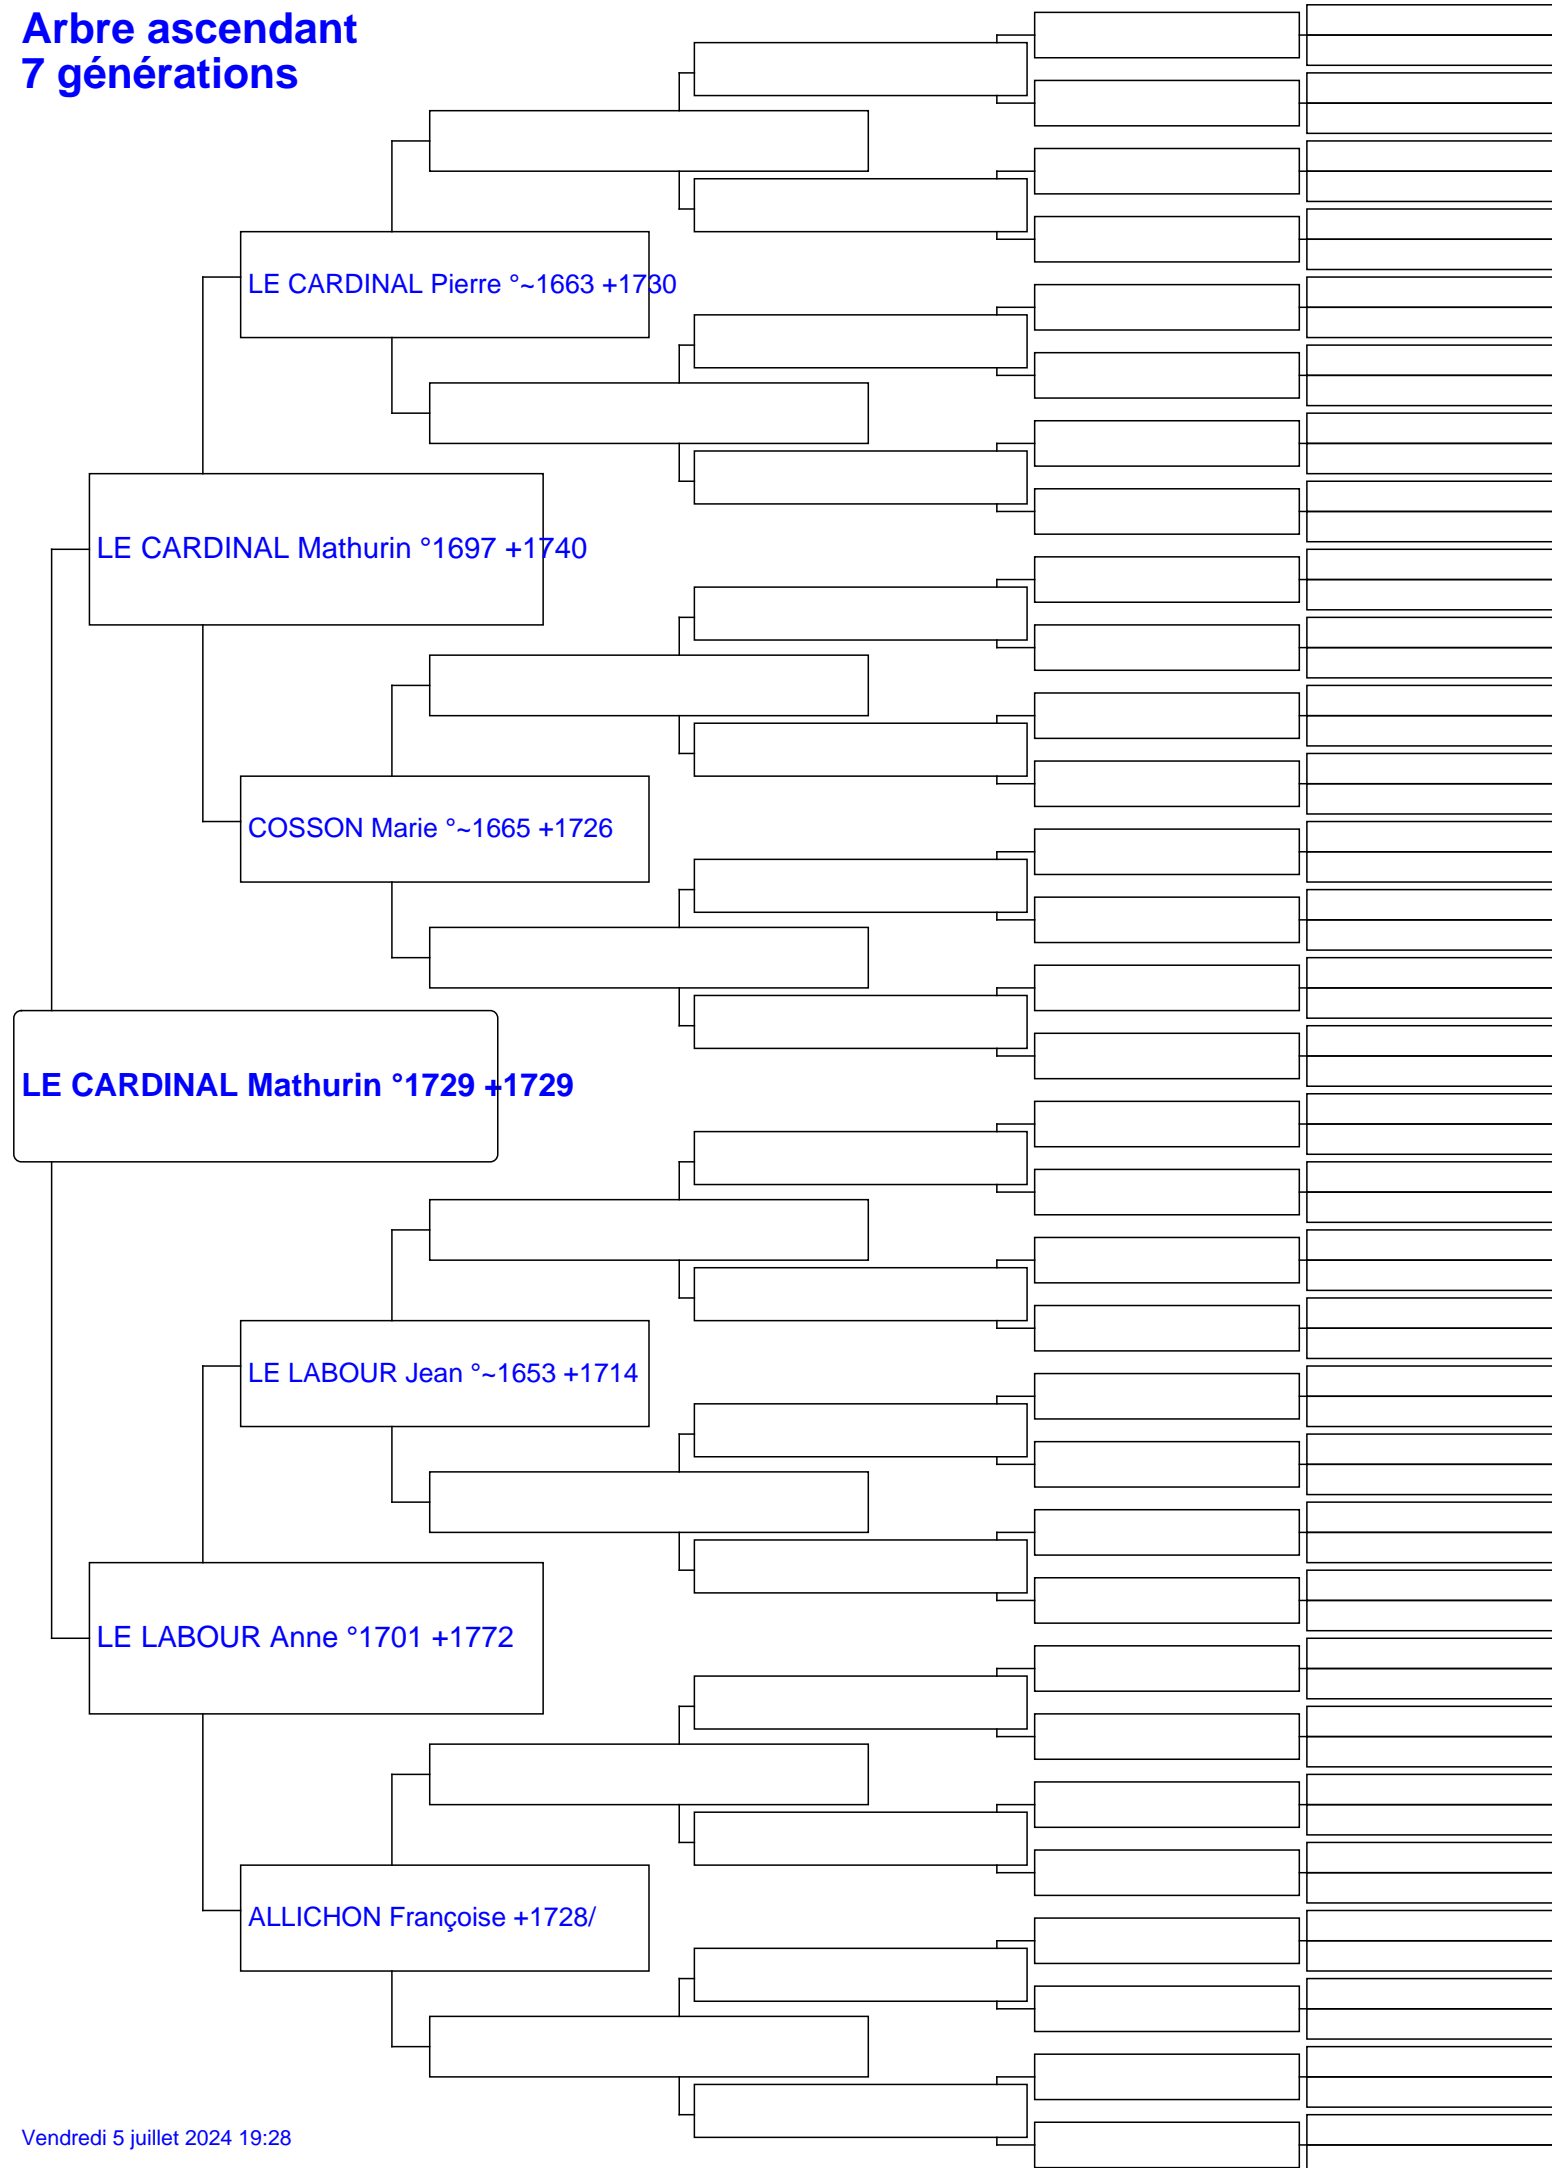 Arbre ascendant
7 générations
LE CARDINAL Pierre °~1663 +1730
LE CARDINAL Mathurin °1697 +1740
COSSON Marie °~1665 +1726
LE CARDINAL Mathurin °1729 +1729
LE LABOUR Jean °~1653 +1714
LE LABOUR Anne °1701 +1772
ALLICHON Françoise +1728/
Vendredi 5 juillet 2024 19:28